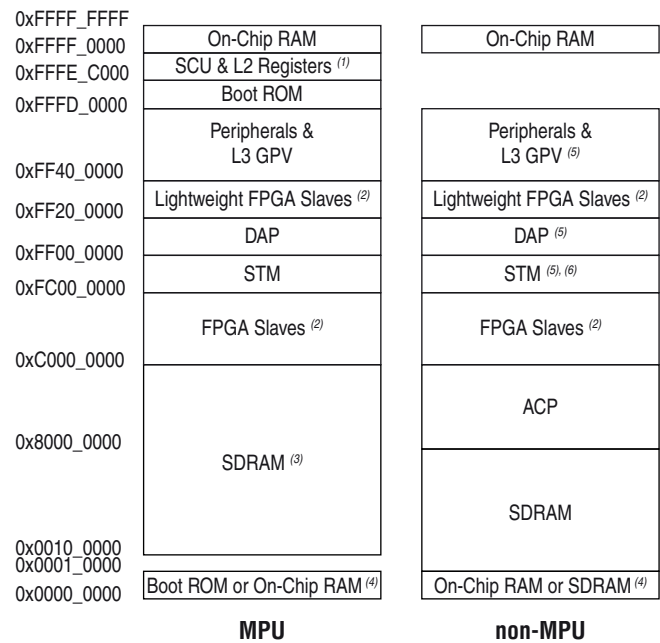 0xFFFF_FFFF
0xFFFF_0000
0xFFFE_C000
0xFFFD_0000
0xFF40_0000
0xFF20_0000
0xFF00_0000
0xFC00_0000
0xC000_0000
0x8000_0000
0x0010_0000
0x0001_0000
0x0000_0000
On-Chip RAM
SCU & L2 Registers (1)
Boot ROM
Peripherals &
L3 GPV
Lightweight FPGA Slaves (2)
DAP
STM
FPGA Slaves (2)
SDRAM (3)
Boot ROM or On-Chip RAM (4)
MPU
On-Chip RAM
Peripherals &
L3 GPV (5)
Lightweight FPGA Slaves (2)
DAP (5)
STM (5), (6)
FPGA Slaves (2)
ACP
SDRAM
On-Chip RAM or SDRAM (4)
non-MPU